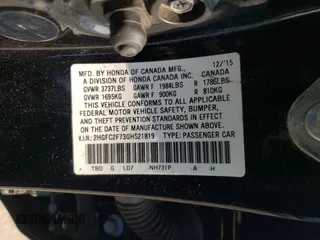 MFD. BY HONDA OF CANADA MFG., 12/15
A DIVISION OF HONDA CANADA INC. CANADA
GVWR 3737LBS GAWR F 1984LBS R 1786LBS
GVWR 1695KG GAWR F 900KG R 810KG
THIS VEHICLE CONFORMS TO ALL APPLICABLE
FEDERAL MOTOR VEHICLE SAFETY, BUMPER,
AND THEFT PREVENTION STANDARDS IN EFFECT
ON THE DATE OF MANUFACTURE SHOWN ABOVE.
V.I.N.: 2HGFC2F73GH521819 TYPE: PASSENGER CAR
TBA G LD7 NH731P A H